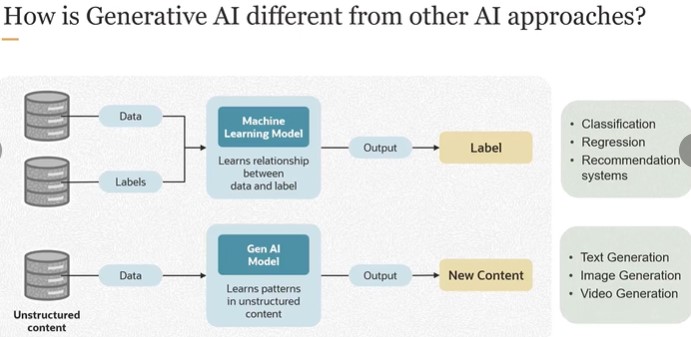 How is Generative AI different from other AI approaches?
Data
Labels
Machine
Learning Model
Learns relationship
between
data and label
Output
Label
• Classification
• Regression
• Recommendation
systems
Unstructured
content
Data
Gen AI
Model
Learns patterns
in unstructured
content
Output
New Content
• Text Generation
• Image Generation
• Video Generation